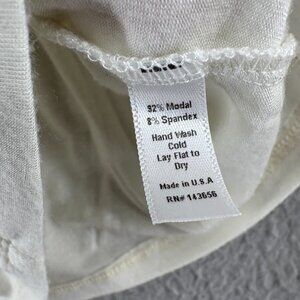 92% Modal
8% Spandex
Hand Wash
Cold
Lay Flat to
Dry
Made in U.S.A
RN# 143656